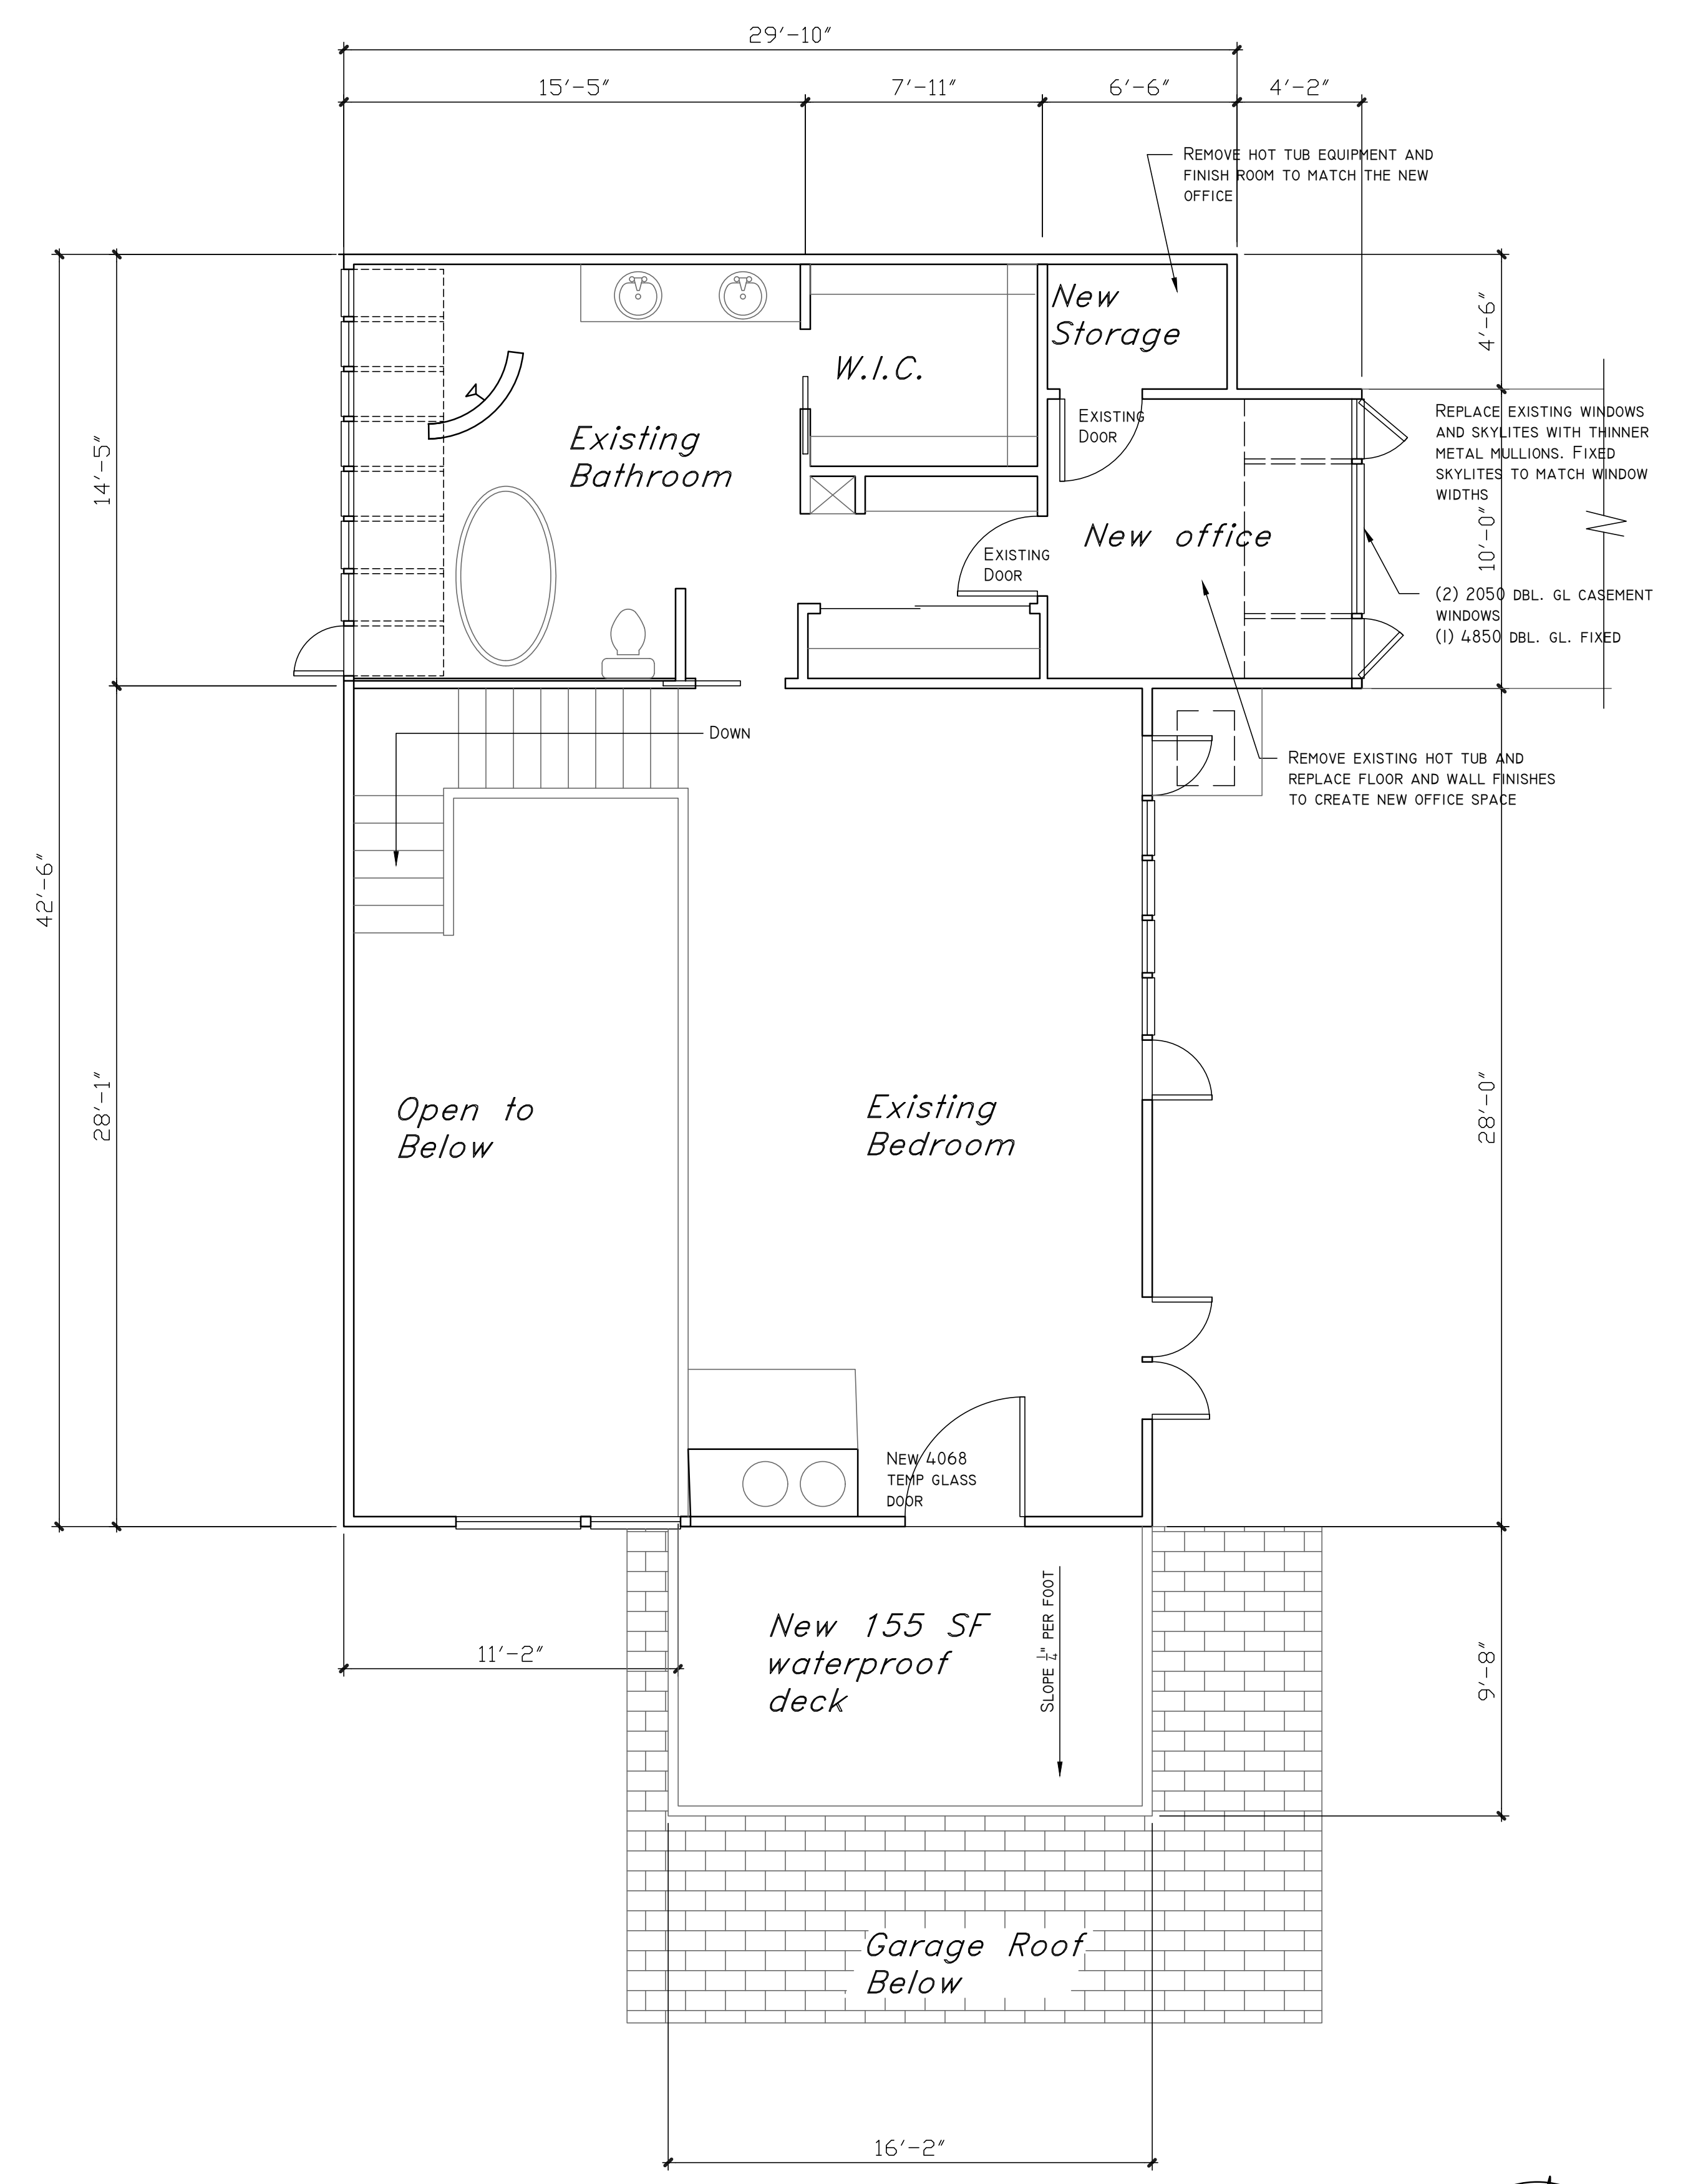 29'-10"
15'-5"
7'-11"
6'-6"
4'-2"
Remove hot tub equipment and
finish room to match the new
office
New
Storage
4'-6"
W.I.C.
Existing
Door
Replace existing windows
and skylites with thinner
metal mullions. Fixed
skylites to match window
widths
14'-5"
Existing
Bathroom
New office
10'-0"
Existing
Door
(2) 2050 dbl. gl casement
windows
(1) 4850 dbl. gl. fixed
Down
Remove existing hot tub and
replace floor and wall finishes
to create new office space
42'-6"
28'-1"
Open to
Below
Existing
Bedroom
28'-0"
New 4068
temp glass
door
11'-2"
New 155 SF
waterproof
deck
Slope 1/4" per foot
9'-8"
Garage Roof
Below
16'-2"